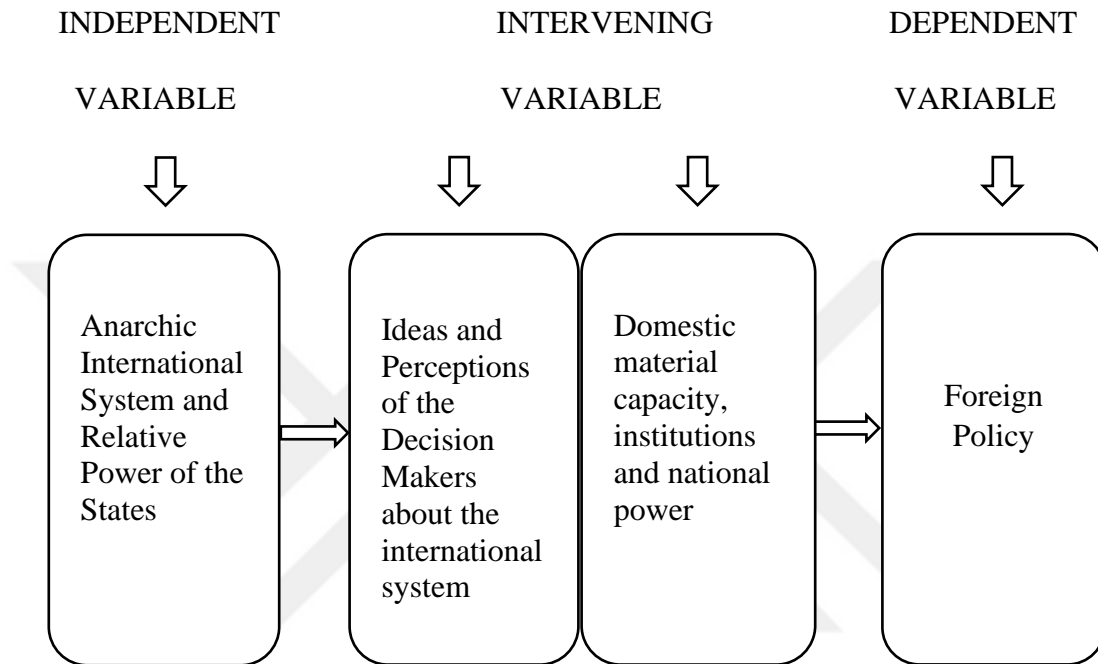 INDEPENDENT
VARIABLE
INTERVENING
VARIABLE
DEPENDENT
VARIABLE
Anarchic
International
System and
Relative
Power of the
States
Ideas and
Perceptions
of the
Decision
Makers
about the
international
system
Domestic
material
capacity,
institutions
and national
power
Foreign
Policy